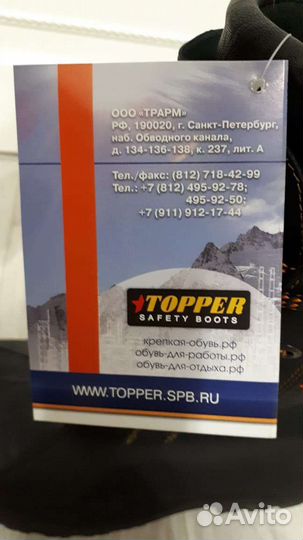 ООО «ТРАРМ»
РФ, 190020, г. Санкт-Петербург,
наб. Обводного канала,
д. 134-136-138, к. 237, лит. А
Тел./факс: (812) 718-42-99
Тел.: +7 (812) 495-92-78;
495-92-50;
+7 (911) 912-17-44
TOPPER
SAFETY BOOTS
крепкая-обувь.рф
обувь-для-работы.рф
обувь-для-отдыха.рф
WWW.TOPPER.SPB.RU
Avito